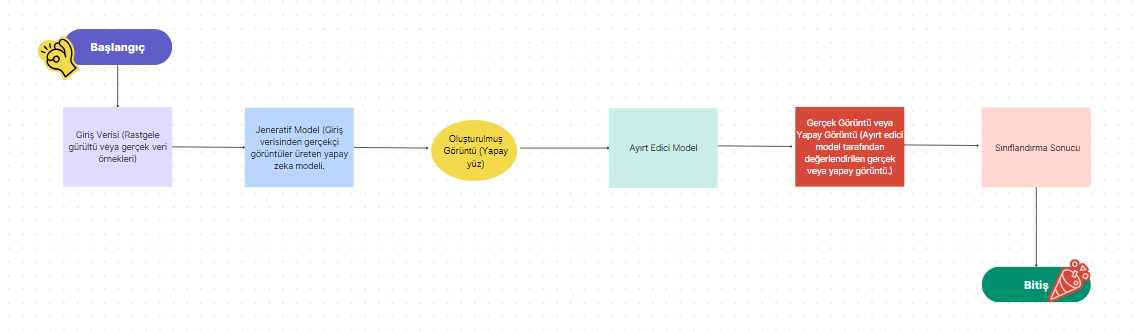 Başlangıç
Giriş Verisi (Rastgele
gürültü veya gerçek veri
örnekleri)
Jeneratif Model (Giriş
verisinden gerçekçi
görüntüler üreten yapay
zeka modeli.
Oluşturulmuş
Görüntü (Yapay
yüz)
Ayırt Edici Model
Gerçek Görüntü veya
Yapay Görüntü (Ayırt edici
model tarafından
değerlendirilen gerçek
veya yapay görüntü.)
Sınıflandırma Sonucu
Bitiş